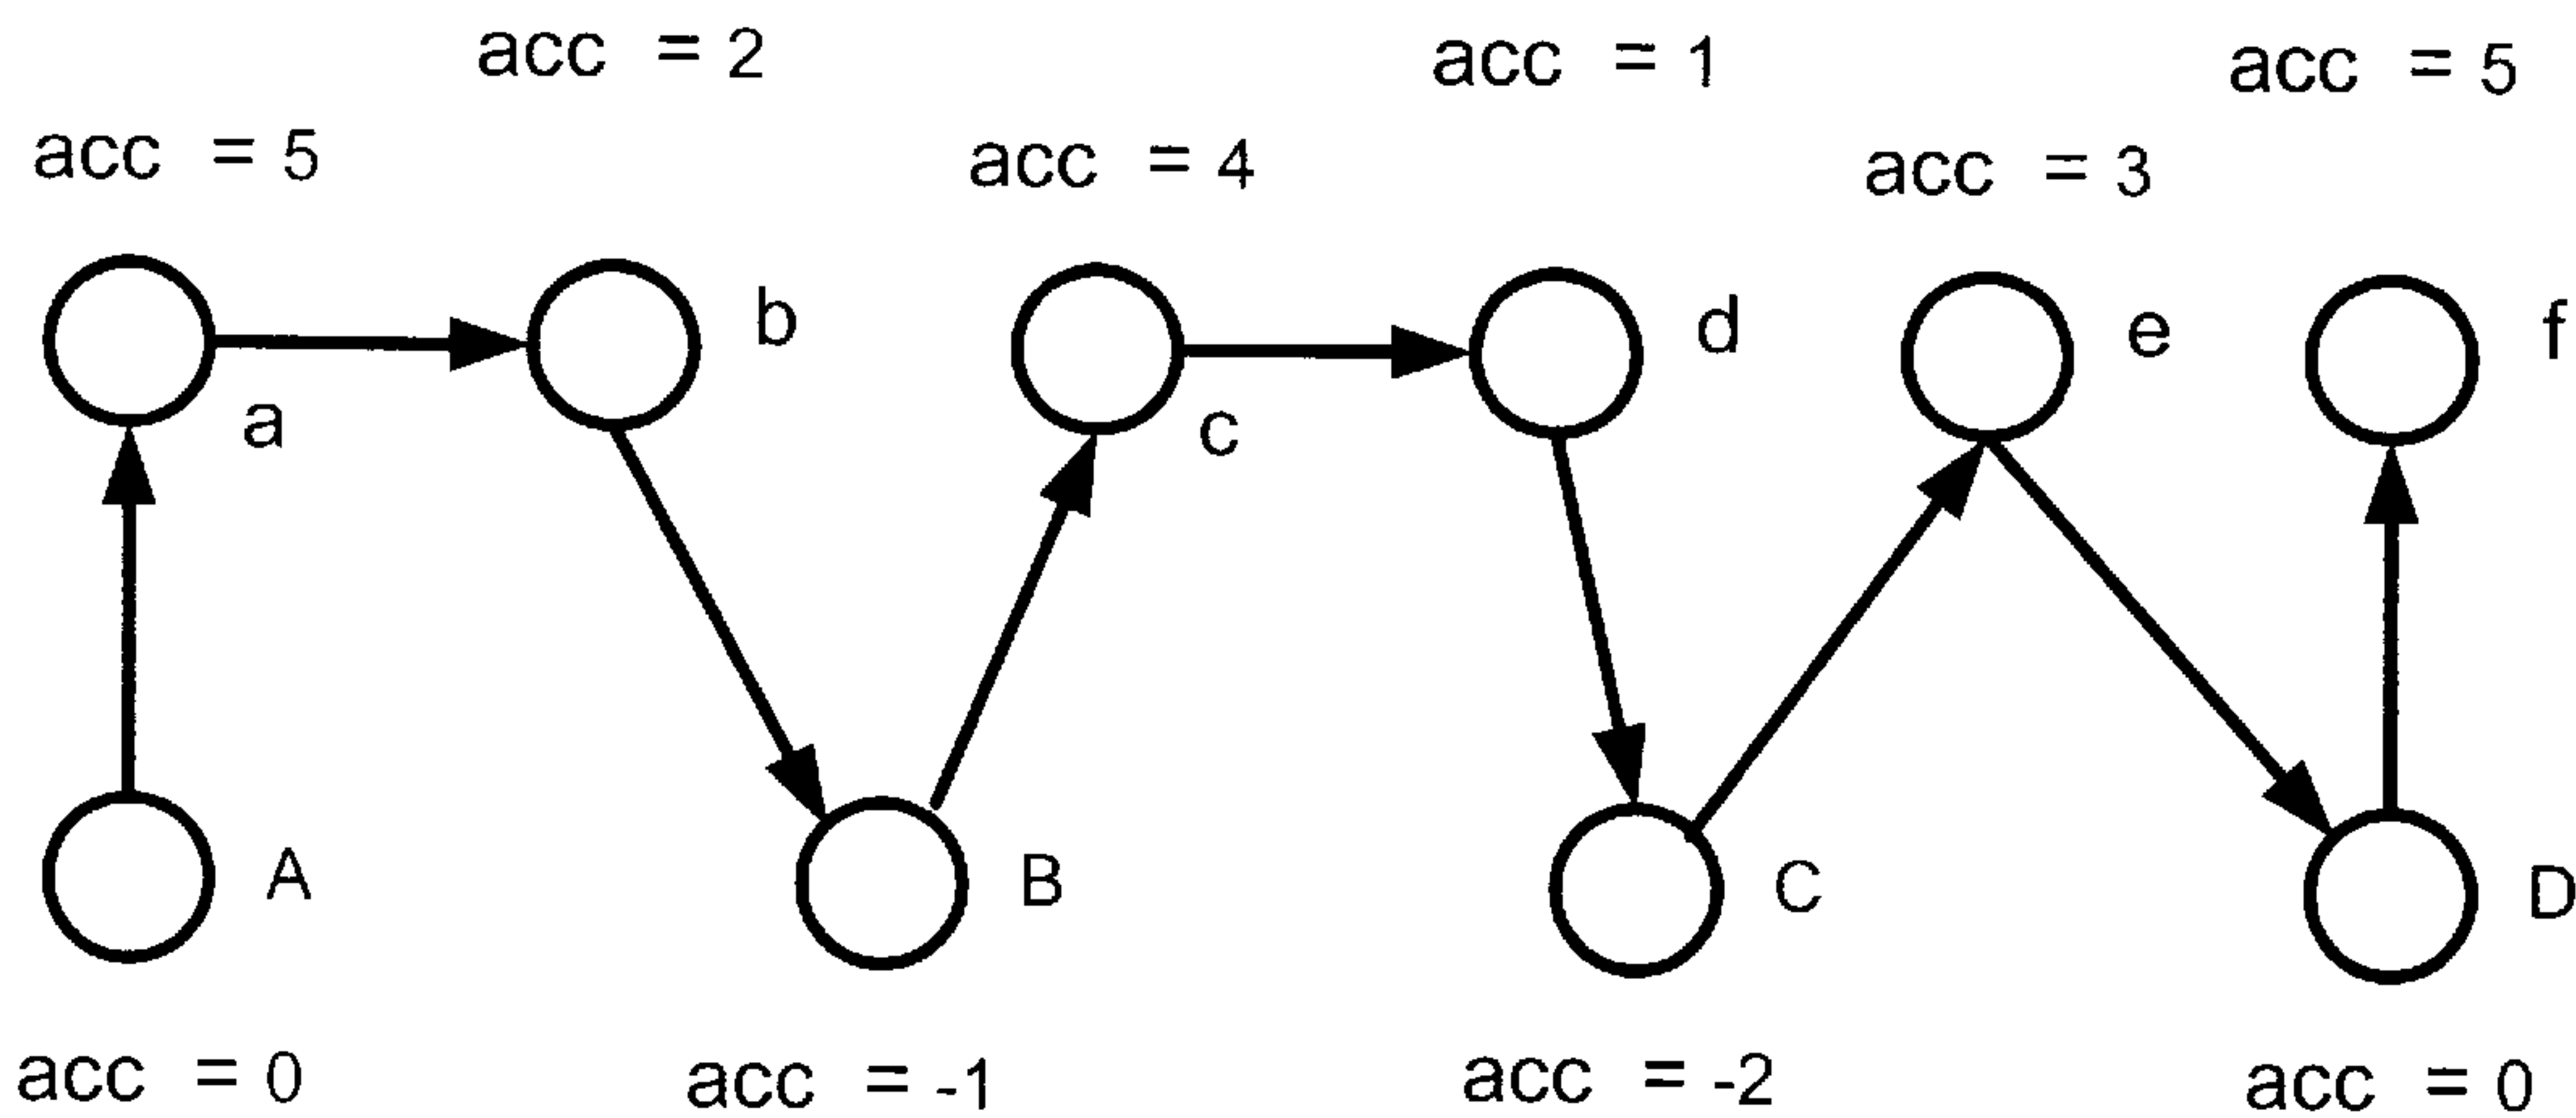 acc = 2
acc = 1
acc = 5
acc = 5
acc = 4
acc = 3
b
d
e
f
a
c
A
B
C
D
acc = 0
acc = -1
acc = -2
acc = 0